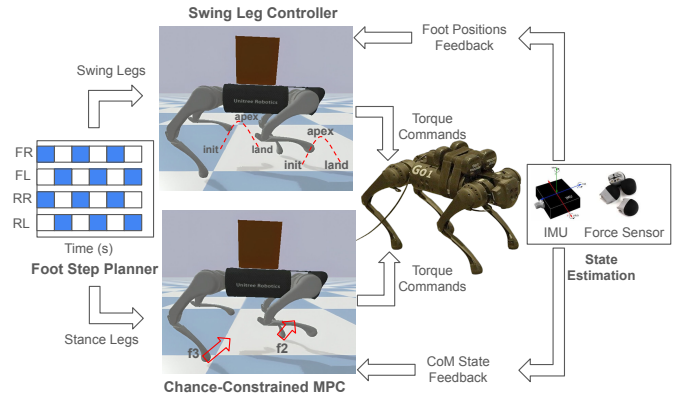 Swing Leg Controller
Swing Legs
Foot Positions
Feedback
Unitree Robotics
apex
init
land
apex
init
land
Torque
Commands
FR
FL
RR
RL
Time (s)
Foot Step Planner
GO1
IMU
IMU
Force Sensor
State
Estimation
Unitree Robotics
Torque
Commands
f3
f2
Stance Legs
CoM State
Feedback
Chance-Constrained MPC